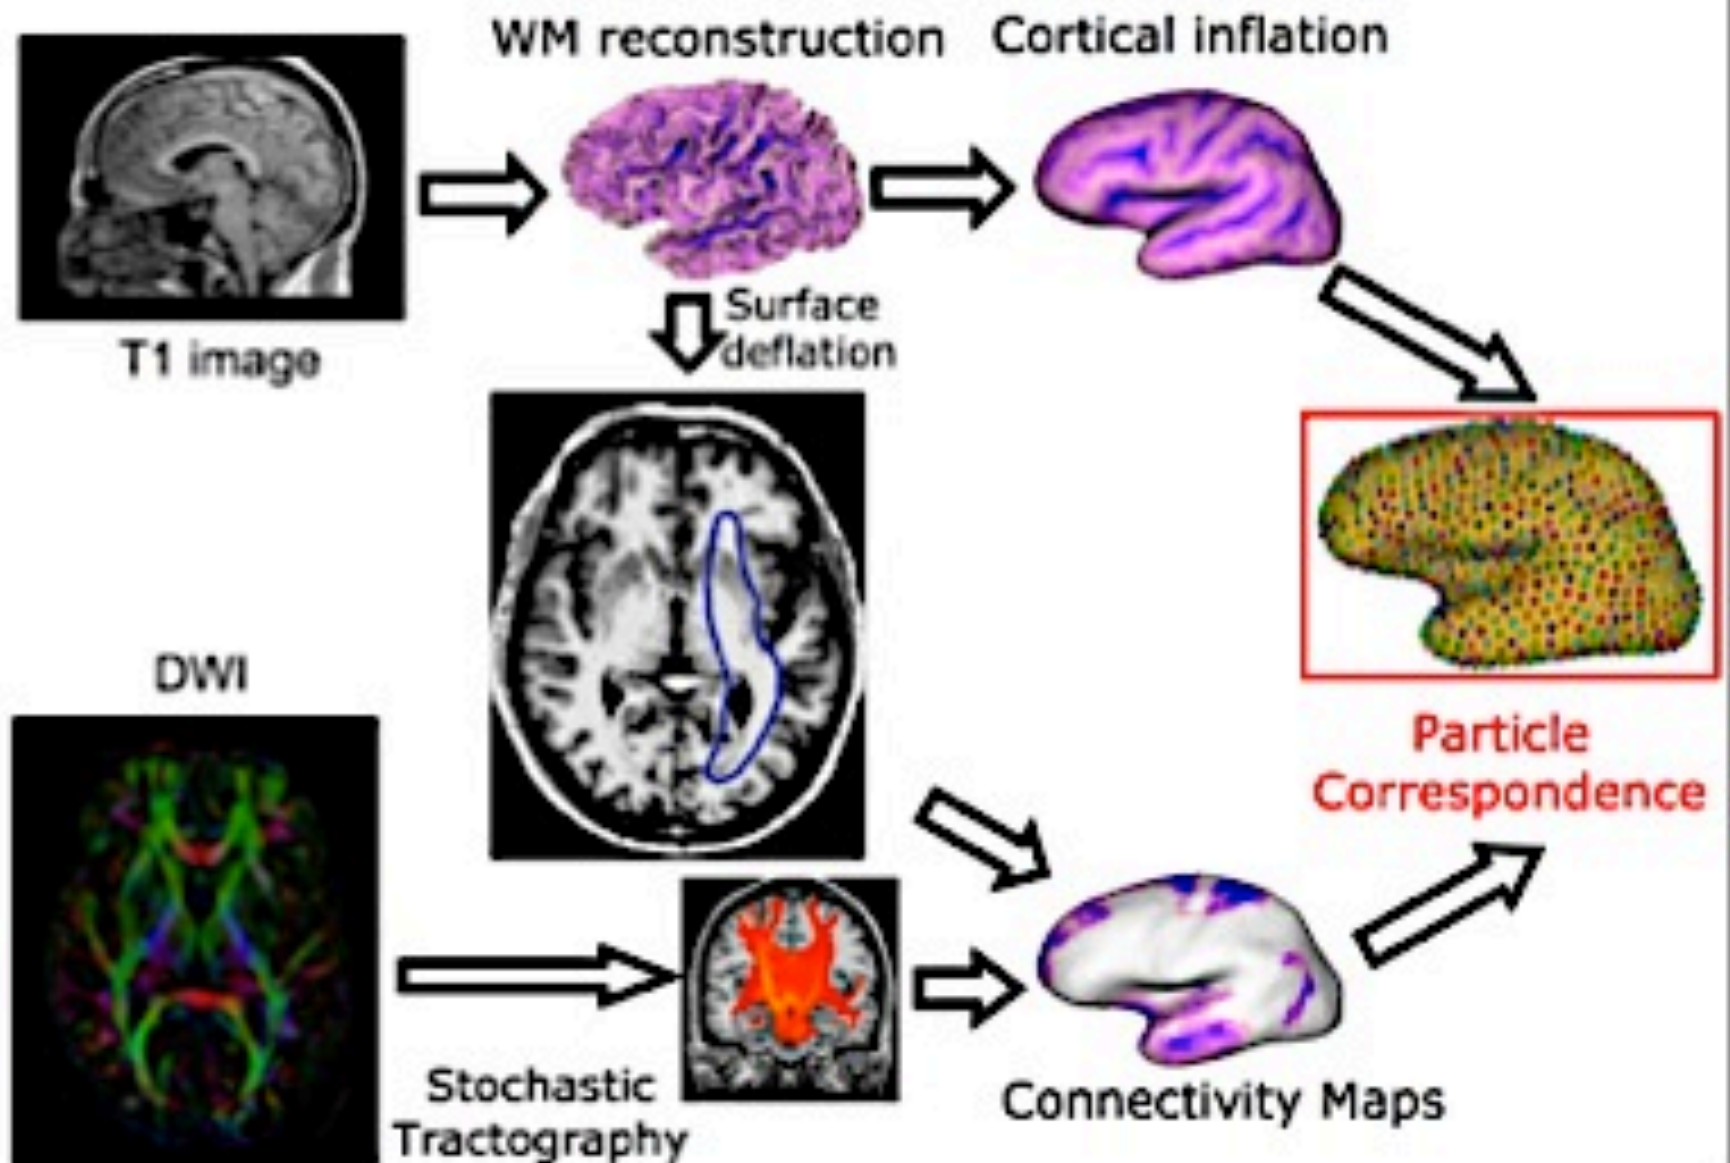 WM reconstruction
Cortical inflation
T1 image
Surface
deflation
DWI
Particle
Correspondence
Stochastic
Tractography
Connectivity Maps